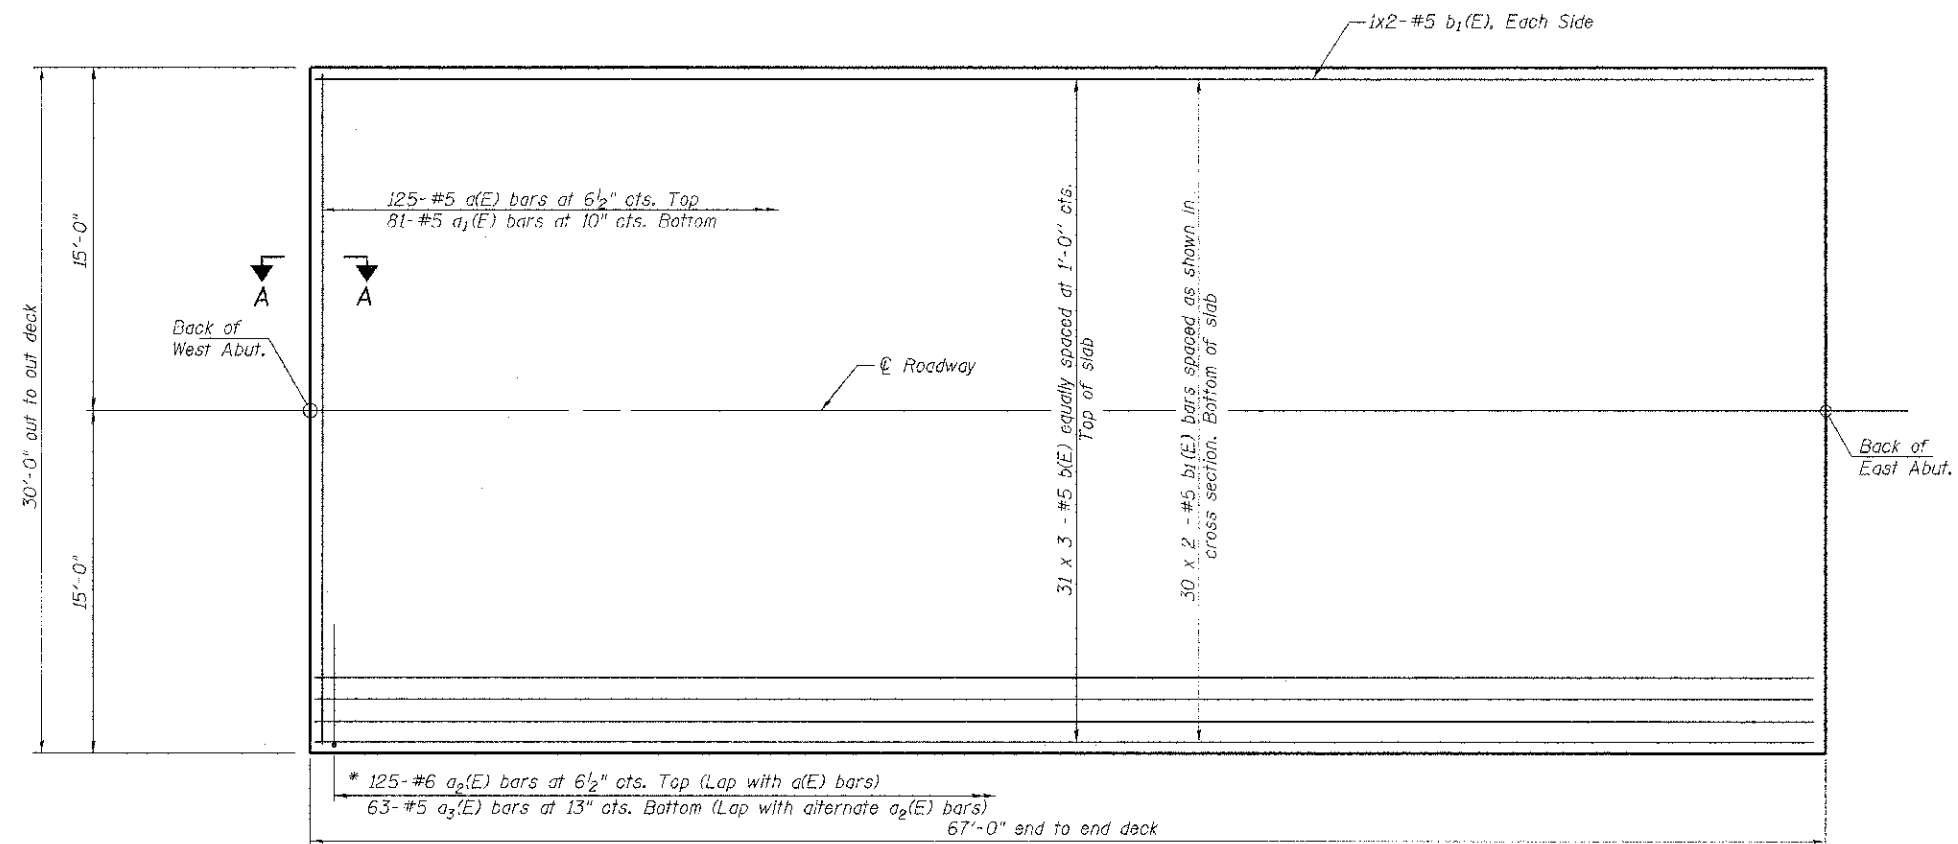 1x2-#5 b₁(E), Each Side
125-#5 a(E) bars at 6½" cts. Top
81-#5 a₁(E) bars at 10" cts. Bottom
A A
15'-0"
30'-0" out to out deck
Back of
West Abut.
℄ Roadway
31 x 3 - #5 b(E) equally spaced at 1'-0" cts.
Top of slab
30 x 2 - #5 b₁(E) bars spaced as shown in
cross section. Bottom of slab
Back of
East Abut.
15'-0"
* 125-#6 a₂(E) bars at 6½" cts. Top (Lap with a(E) bars)
63-#5 a₃(E) bars at 13" cts. Bottom (Lap with alternate a₂(E) bars)
67'-0" end to end deck